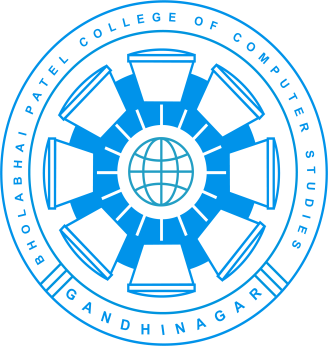 BHOLABHAI PATEL COLLEGE OF COMPUTER STUDIES
GANDHINAGAR